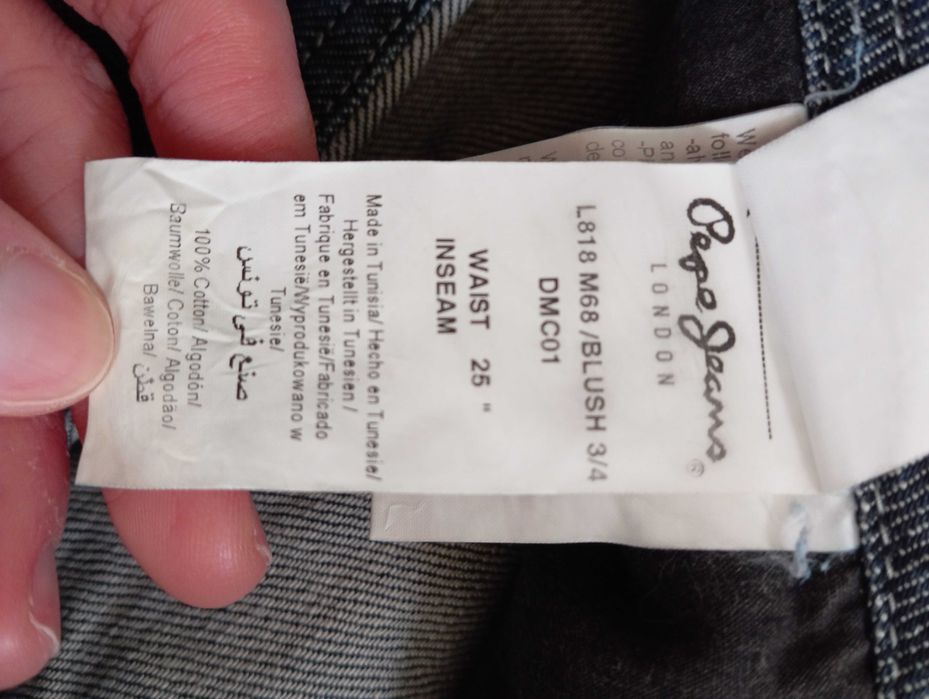 Pepe Jeans
LONDON
L818 M68 /BLUSH 3/4
DMC01
WAIST 25 "
INSEAM
Made in Tunisia/ Hecho en Tunesie/
Hergestellt in Tunesien /
Fabrique en Tunesië/Fabricado
em Tunesië/Wyprodukowano w
Tunesie/
صنع في تونس
100% Cotton/ Algodón/
Baumwolle/ Coton/ Algodão/
Bawelna/ قطن